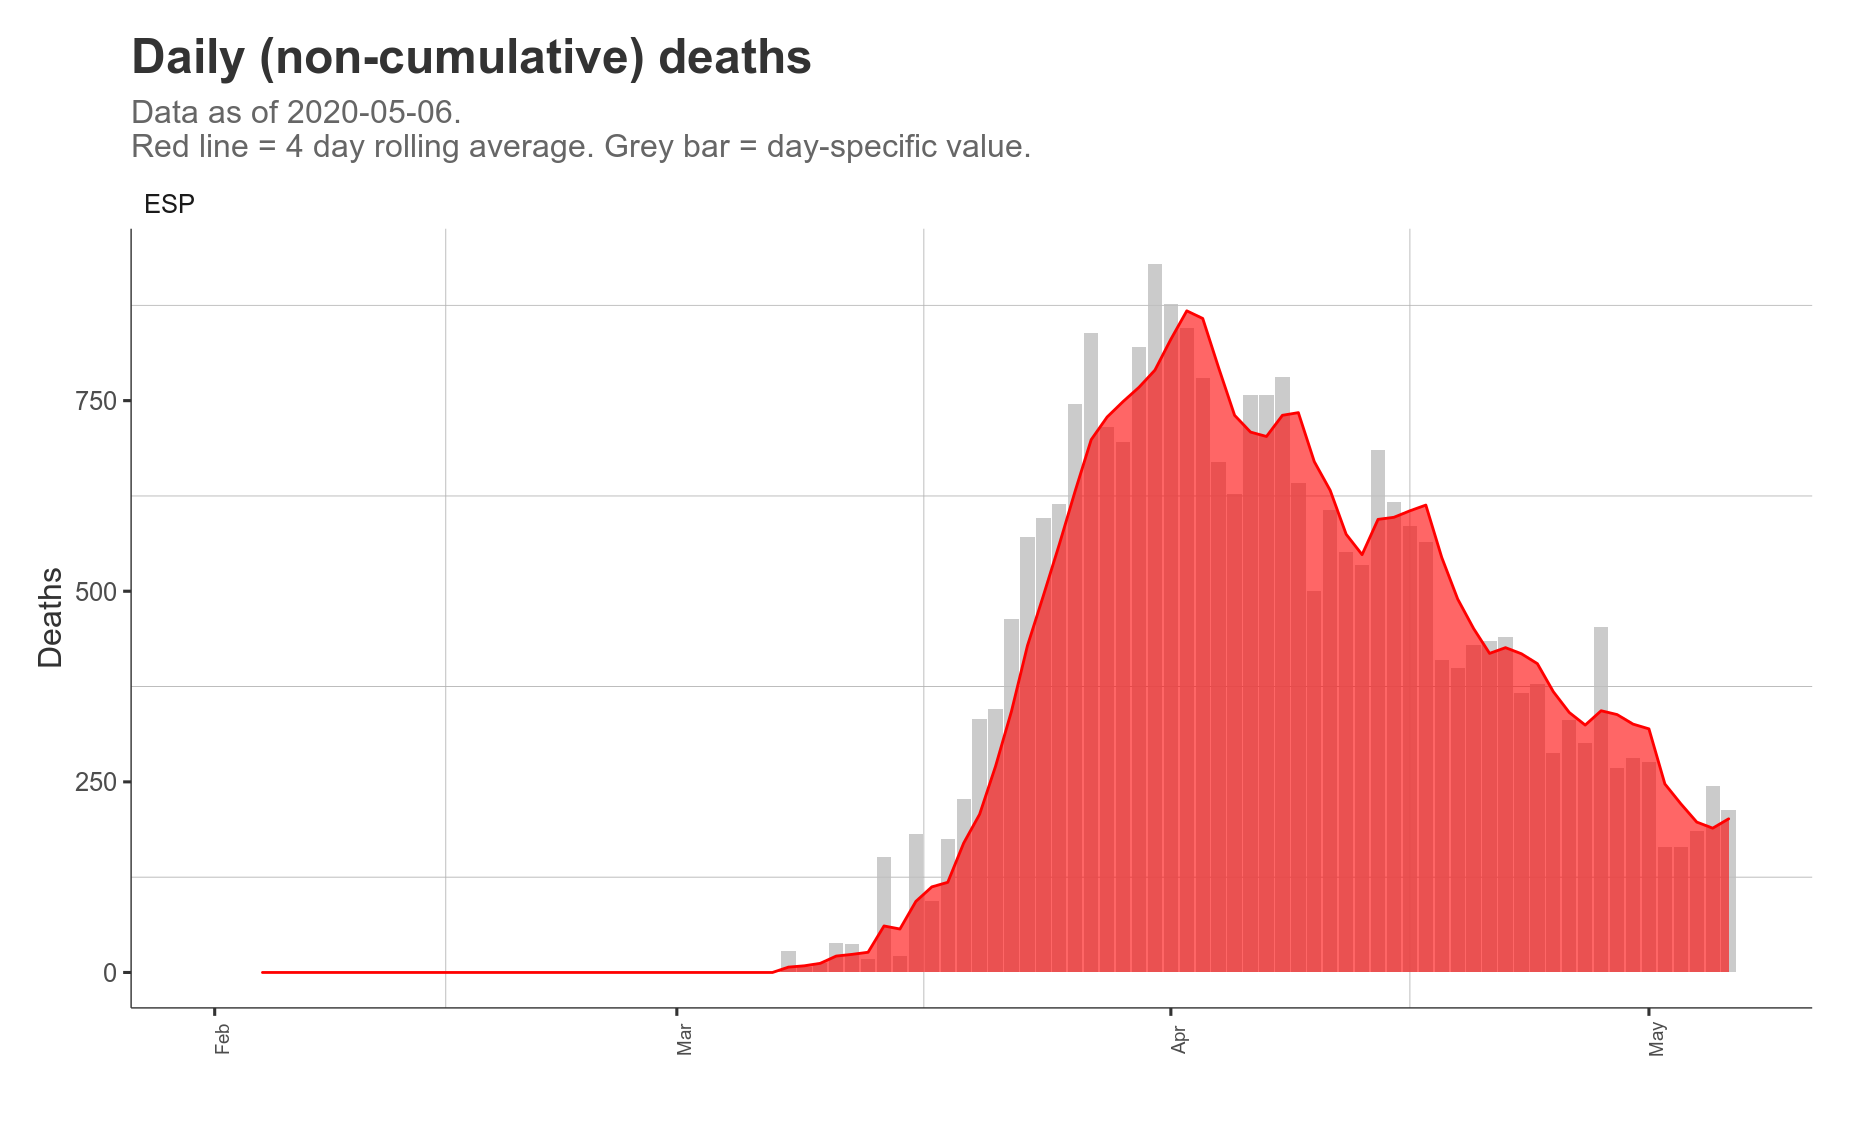 Daily (non-cumulative) deaths
Data as of 2020-05-06.
Red line = 4 day rolling average. Grey bar = day-specific value.
ESP
Deaths
750
500
250
0
Feb
Mar
Apr
May